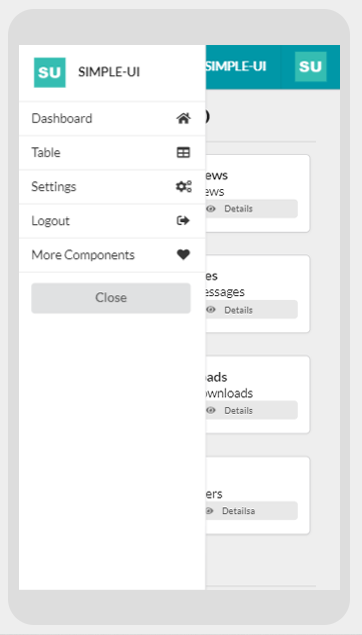 SU SIMPLE-UI
SIMPLE-UI SU
Dashboard
Table
Settings
Logout
More Components
Close
ews
ews
Details
es
essages
Details
ads
ownloads
Details
ers
Detailsa